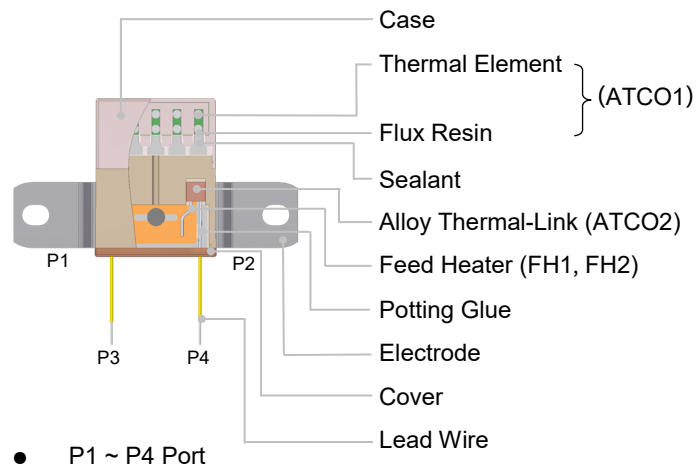 Case
Thermal Element
(ATCO1)
Flux Resin
Sealant
Alloy Thermal-Link (ATCO2)
Feed Heater (FH1, FH2)
Potting Glue
Electrode
Cover
Lead Wire
P1
P2
P3
P4
● P1 ~ P4 Port